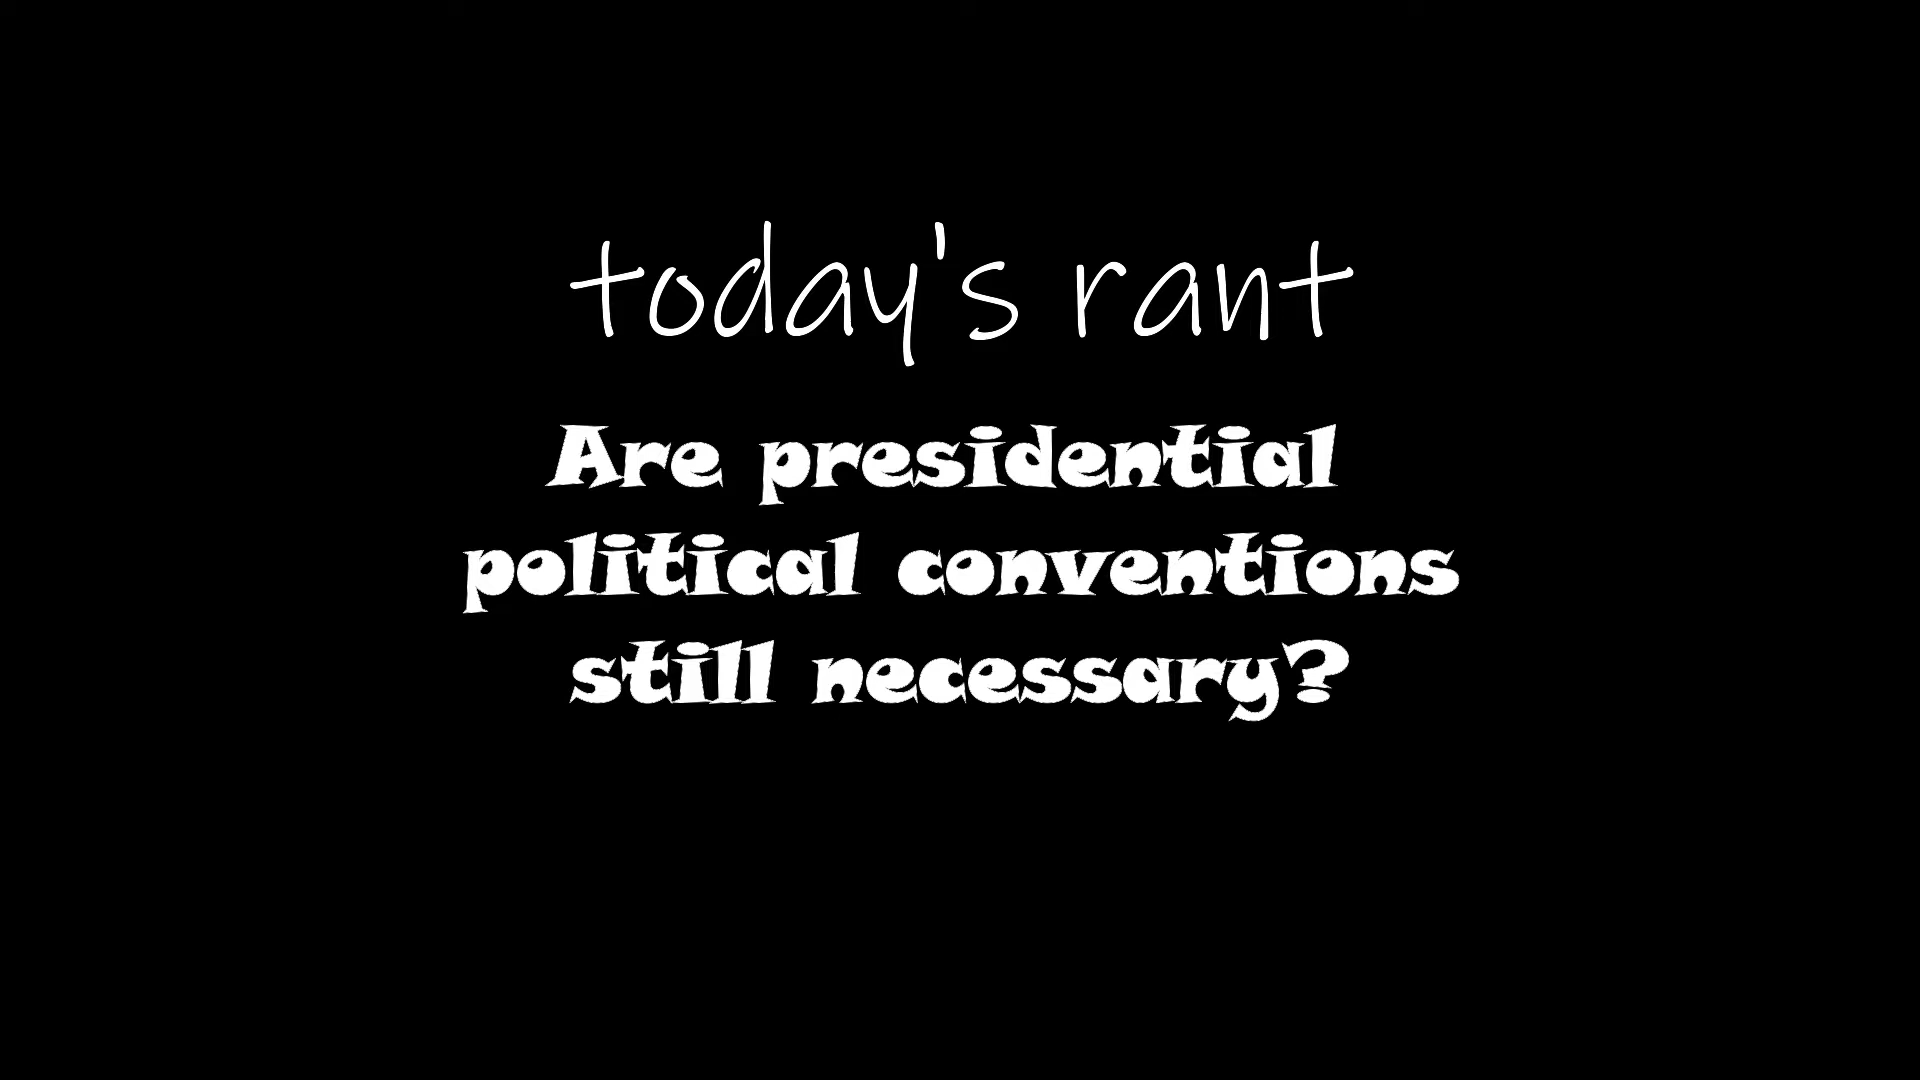 today's rant
Are presidential
political conventions
still necessary?